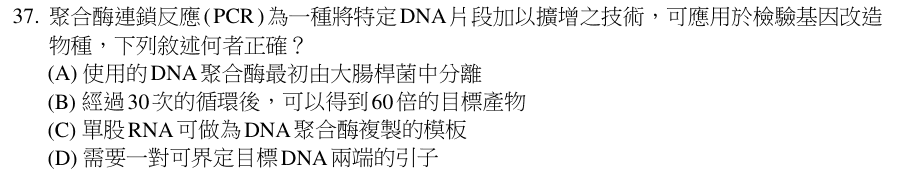 37. 聚合酶連鎖反應(PCR)為一種將特定DNA片段加以擴增之技術，可應用於檢驗基因改造
物種，下列敘述何者正確？
(A) 使用的DNA聚合酶最初由大腸桿菌中分離
(B) 經過30次的循環後，可以得到60倍的目標產物
(C) 單股RNA可做為DNA聚合酶複製的模板
(D) 需要一對可界定目標DNA兩端的引子